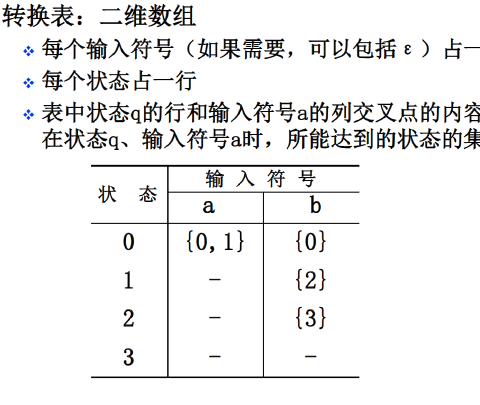 转换表：二维数组
每个输入符号（如果需要，可以包括ε）占一
每个状态占一行
表中状态q的行和输入符号a的列交叉点的内容
在状态q、输入符号a时，所能达到的状态的集
状 态 输 入 符 号
a b
0 {0,1} {0}
1 – {2}
2 – {3}
3 – –